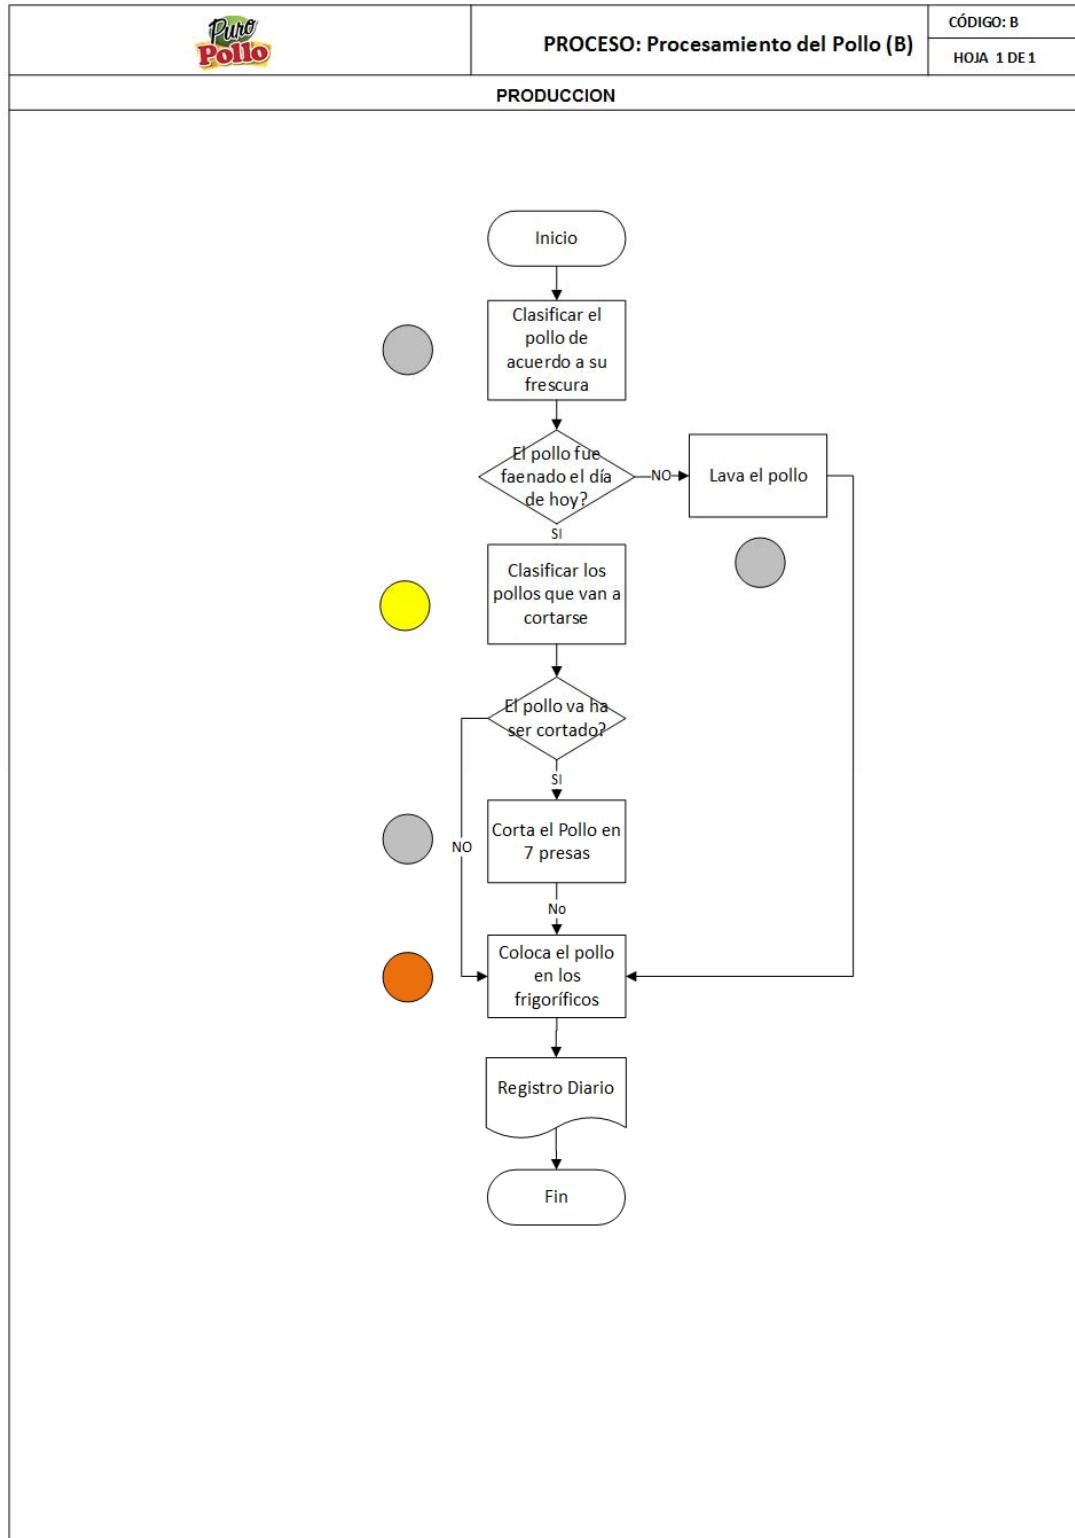 Puro
Pollo
PROCESO: Procesamiento del Pollo (B)
CÓDIGO: B
HOJA 1 DE 1
PRODUCCION
Inicio
Clasificar el
pollo de
acuerdo a su
frescura
El pollo fue
faenado el día
de hoy?
NO
Lava el pollo
SI
Clasificar los
pollos que van a
cortarse
El pollo va ha
ser cortado?
SI
NO
Corta el Pollo en
7 presas
No
Coloca el pollo
en los
frigoríficos
Registro Diario
Fin